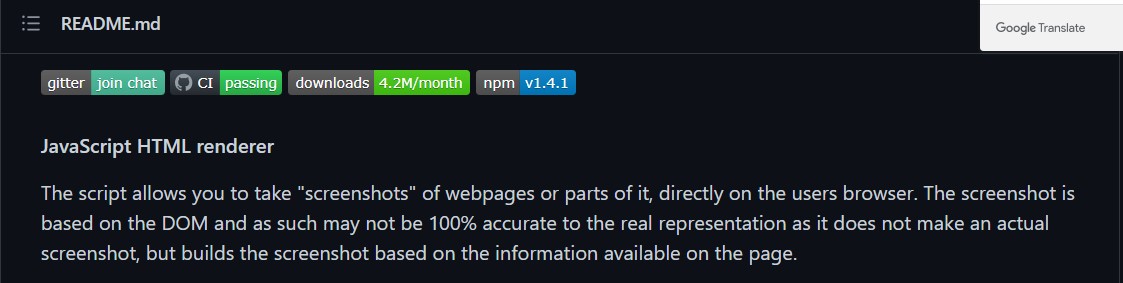 README.md
Google Translate
gitter join chat CI passing downloads 4.2M/month npm v1.4.1
JavaScript HTML renderer
The script allows you to take "screenshots" of webpages or parts of it, directly on the users browser. The screenshot is
based on the DOM and as such may not be 100% accurate to the real representation as it does not make an actual
screenshot, but builds the screenshot based on the information available on the page.